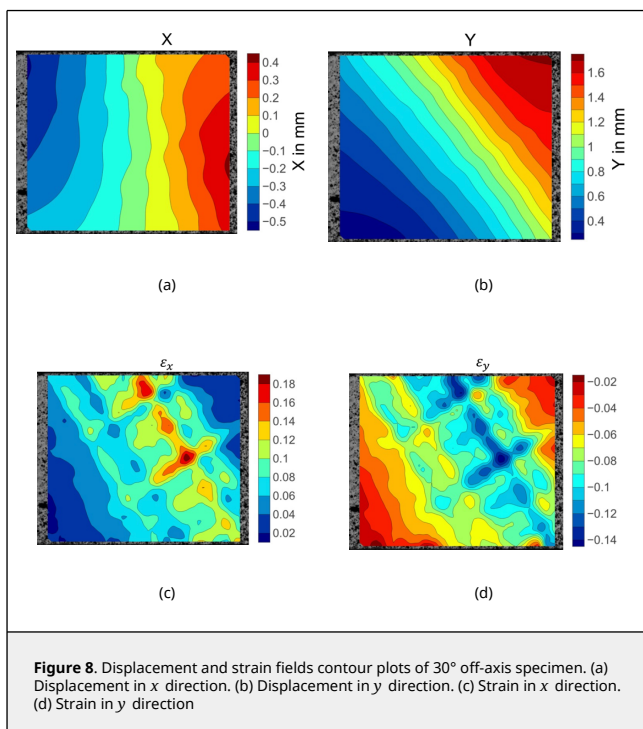 X
0.4
0.3
0.2
0.1
0
−0.1
−0.2
−0.3
−0.4
−0.5
X in mm
(a)
Y
1.6
1.4
1.2
1.0
0.8
0.6
0.4
Y in mm
(b)
εx
0.18
0.16
0.14
0.12
0.10
0.08
0.06
0.04
0.02
(c)
εy
−0.02
−0.04
−0.06
−0.08
−0.1
−0.12
−0.14
(d)
Figure 8. Displacement and strain fields contour plots of 30° off-axis specimen. (a)
Displacement in x direction. (b) Displacement in y direction. (c) Strain in x direction.
(d) Strain in y direction